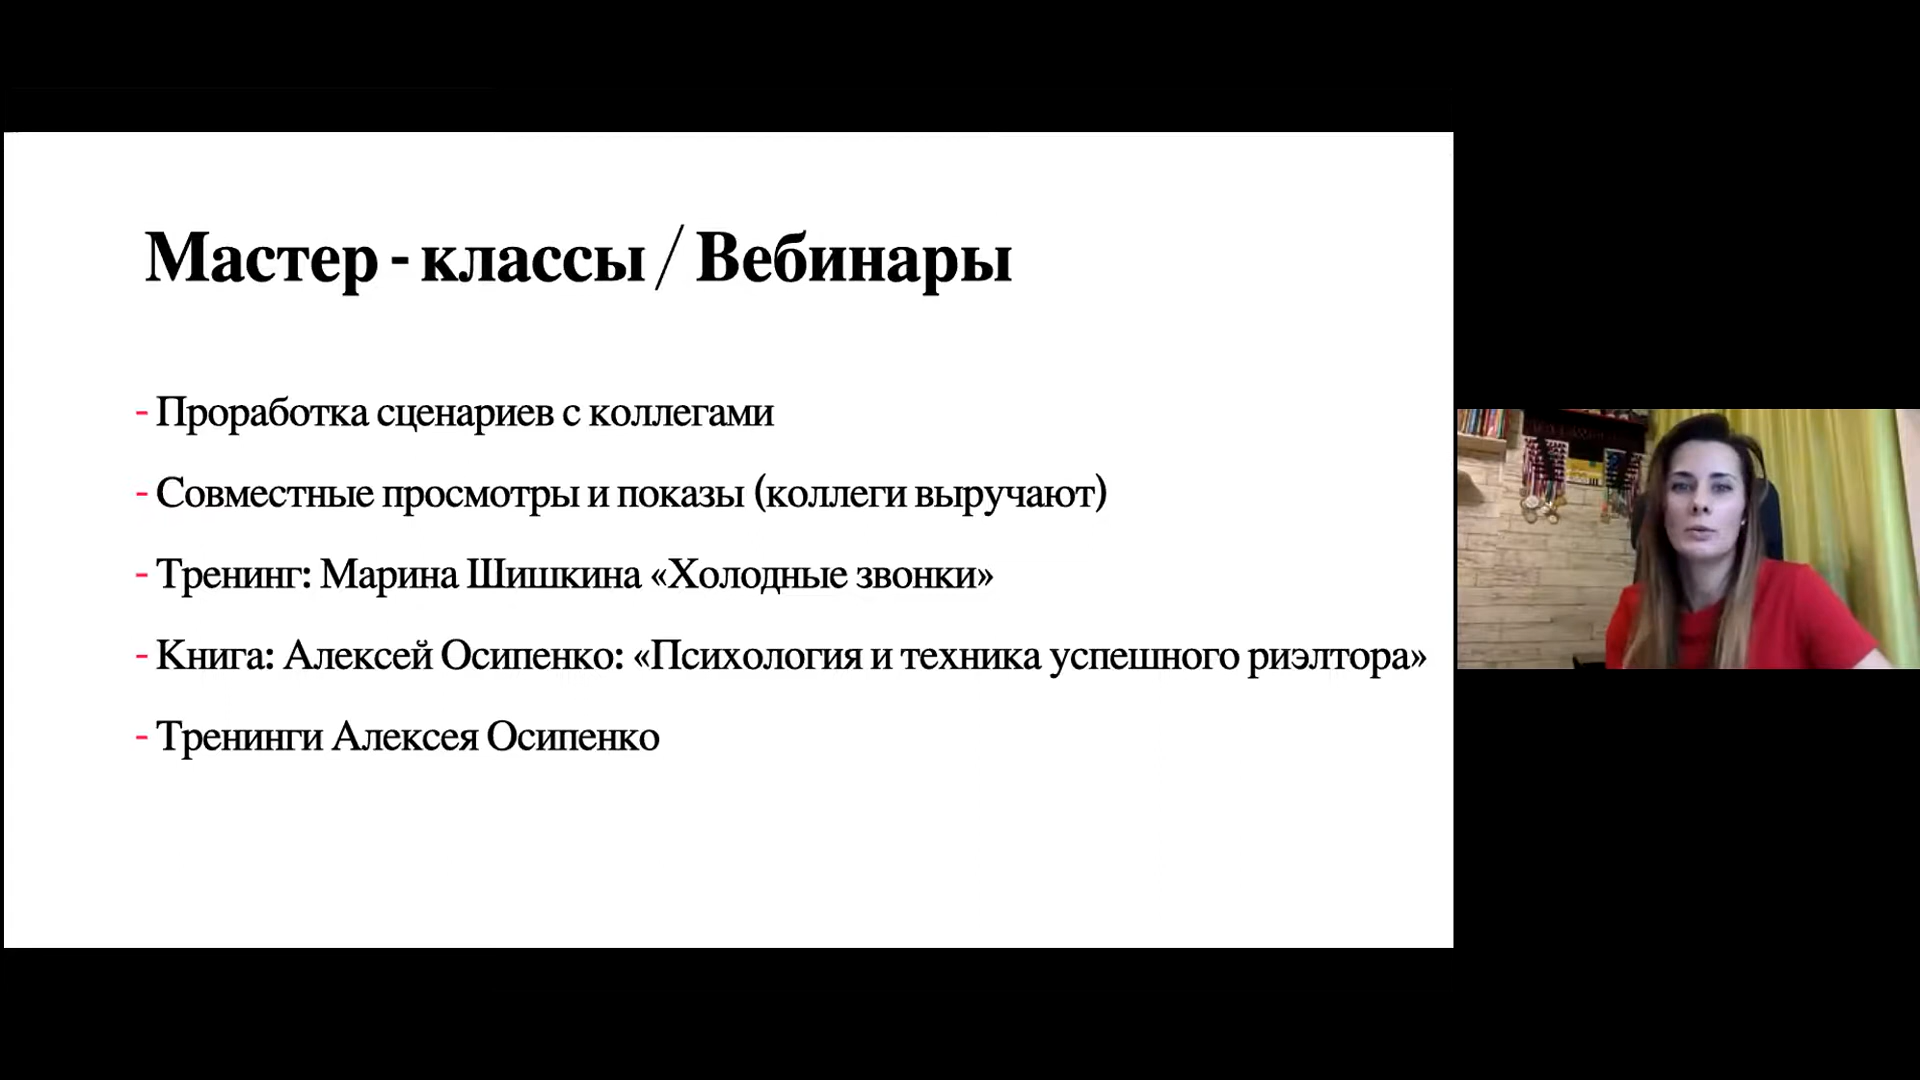 Мастер - классы / Вебинары
- Проработка сценариев с коллегами
- Совместные просмотры и показы (коллеги выручают)
- Тренинг: Марина Шишкина «Холодные звонки»
- Книга: Алексей Осипенко: «Психология и техника успешного риэлтора»
- Тренинги Алексея Осипенко